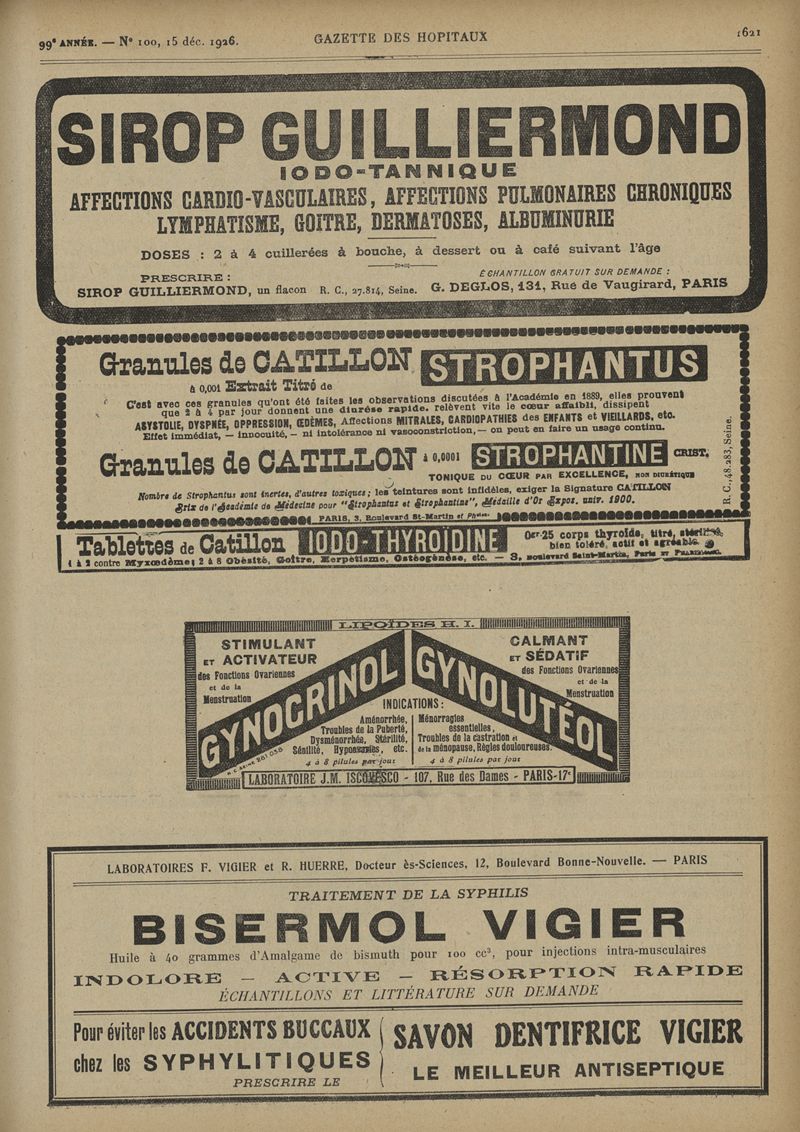 99e ANNÉE. — No 100, 15 déc. 1926.
GAZETTE DES HOPITAUX
1621
SIROP GUILLIERMOND
IODO-TANNIQUE
AFFECTIONS CARDIO-VASCULAIRES, AFFECTIONS PULMONAIRES CHRONIQUES
LYMPHATISME, GOITRE, DERMATOSES, ALBUMINURIE
DOSES : 2 à 4 cuillerées à bouche, à dessert ou à café suivant l'âge
PRESCRIRE :
SIROP GUILLIERMOND, un flacon R. C., 27.814, Seine.
ÉCHANTILLON GRATUIT SUR DEMANDE :
G. DEGLOS, 131, Rue de Vaugirard, PARIS
Granules de CATILLON STROPHANTUS
à 0,001 Extrait Titré de
C'est avec ces granules qu'ont été faites les observations discutées à l'Académie en 1889, elles prouvent
que 2 à 4 par jour donnent une diurèse rapide. relèvent vite le cœur affaibli, dissipent
ASYSTOLIE, DYSPNÉE, OPPRESSION, ŒDÈMES, Affections MITRALES, CARDIOPATHIES des ENFANTS et VIEILLARDS, etc.
Effet immédiat, — innocuité, — ni intolérance ni vasoconstriction, — on peut en faire un usage continu.
Granules de CATILLON à 0,0001 STROPHANTINE CRIST.
TONIQUE DU CŒUR PAR EXCELLENCE, NON DIURÉTIQUE
Nombre de Strophantus sont inertes, d'autres toxiques; les teintures sont infidèles, exiger la Signature CATILLON
Prix de l'Académie de Médecine pour "Strophantus et Strophantine", Médaille d'Or Expos. univ. 1900.
PARIS, 3, Boulevard St-Martin et Phies.
R. C., 48.283, Seine.
Tablettes de Catillon IODO-THYROIDINE
0gr.25 corps thyroïde, titré, stérilisé,
bien toléré, actif et agréable.
1 à 2 contre Myxœdème; 2 à 8 Obésité, Goître, Herpétisme, Ostéogénèse, etc. — 3, Boulevard Saint-Martin, Paris et Pharmacies.
LIPOÏDES H. I.
STIMULANT
ET ACTIVATEUR
des Fonctions Ovariennes
et de la
Menstruation
GYNOCRINOL
CALMANT
ET SÉDATIF
des Fonctions Ovariennes
et de la
Menstruation
GYNOLUTÉOL
INDICATIONS :
Aménorrhée,
Troubles de la Puberté,
Dysménorrhée, Stérilité,
Sénilité, Hypoasmies, etc.
4 à 8 pilules par jour
Ménorragies
essentielles,
Troubles de la castration et
de la ménopause, Règles douloureuses.
4 à 8 pilules par jour
LABORATOIRE J.M. ISCOVESCO - 107, Rue des Dames - PARIS-17e
LABORATOIRES F. VIGIER et R. HUERRE, Docteur ès-Sciences, 12, Boulevard Bonne-Nouvelle. — PARIS
TRAITEMENT DE LA SYPHILIS
BISERMOL VIGIER
Huile à 40 grammes d'Amalgame de bismuth pour 100 cc3, pour injections intra-musculaires
INDOLORE — ACTIVE — RÉSORPTION RAPIDE
ÉCHANTILLONS ET LITTÉRATURE SUR DEMANDE
Pour éviter les ACCIDENTS BUCCAUX
chez les SYPHYLITIQUES
PRESCRIRE LE
SAVON DENTIFRICE VIGIER
LE MEILLEUR ANTISEPTIQUE